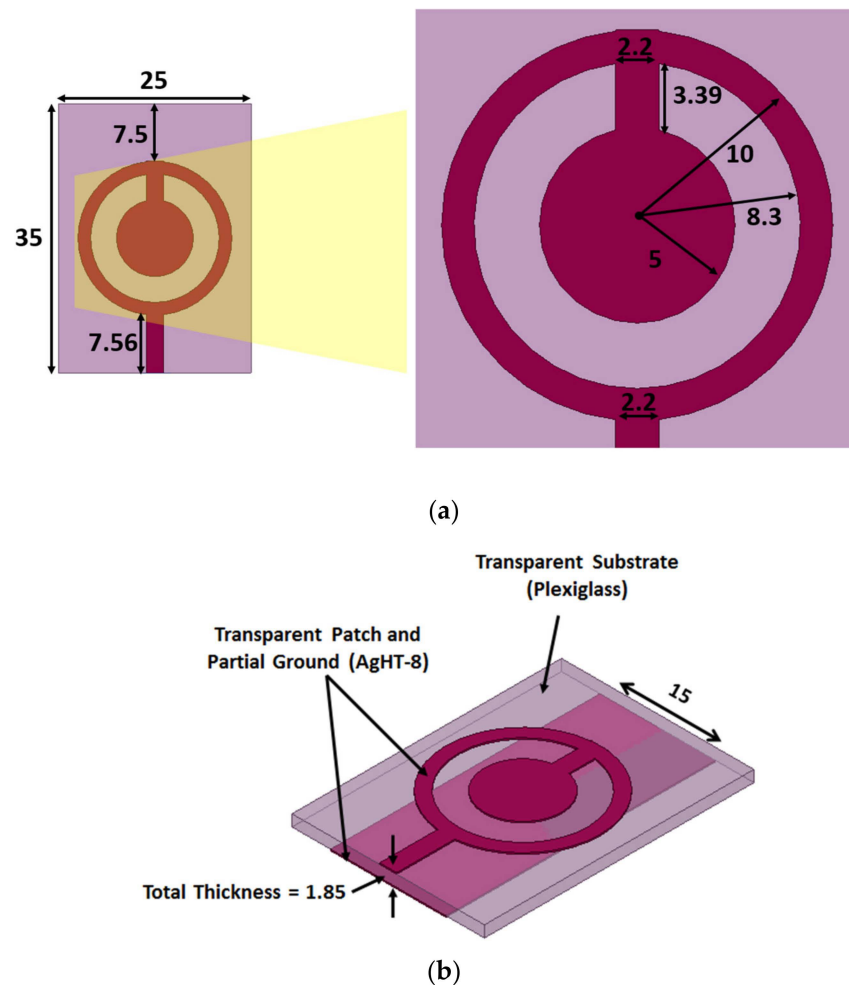 25
7.5
35
7.56
2.2
3.39
10
8.3
5
2.2
(a)
Transparent Substrate
(Plexiglass)
Transparent Patch and
Partial Ground (AgHT-8)
15
Total Thickness = 1.85
(b)